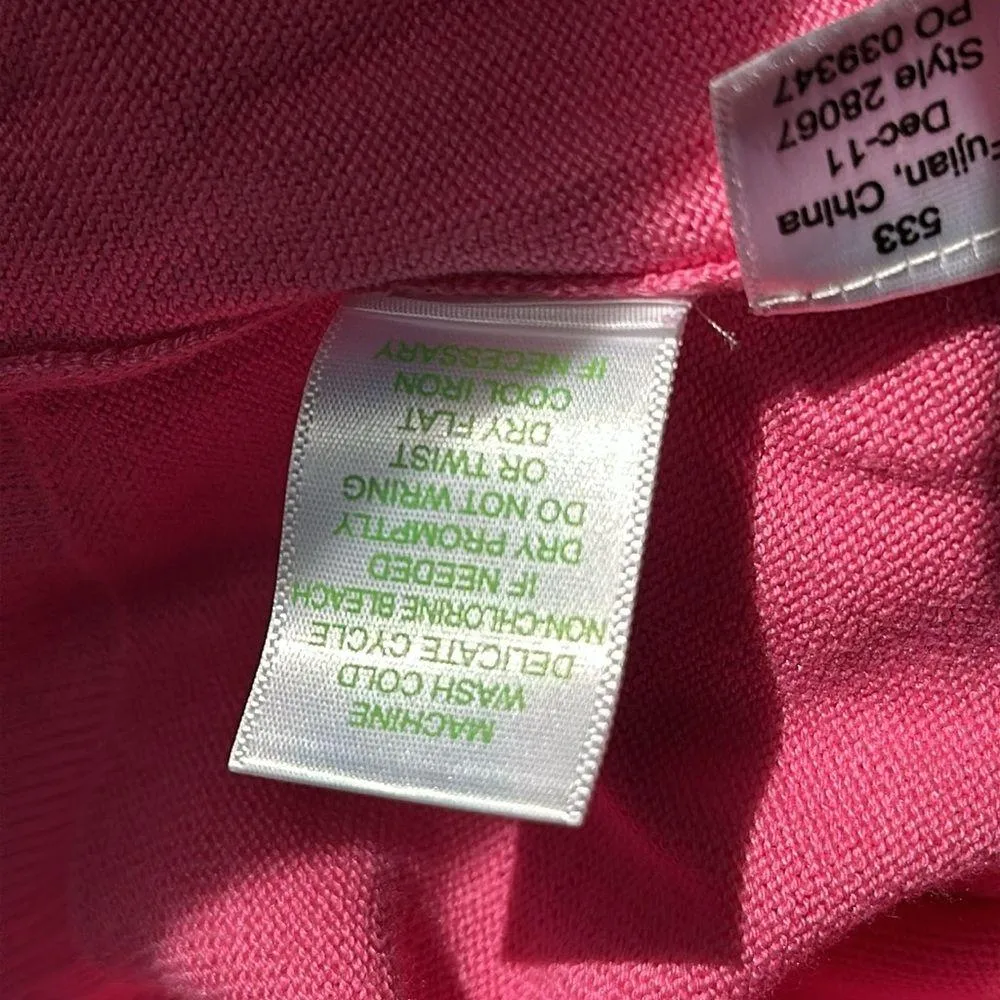 MACHINE
WASH COLD
DELICATE CYCLE
NON-CHLORINE BLEACH
IF NEEDED
DRY PROMPTLY
DO NOT WRING
OR TWIST
DRY FLAT
COOL IRON
IF NECESSARY
533
Fujian, China
Dec-11
Style 28067
PO 039347